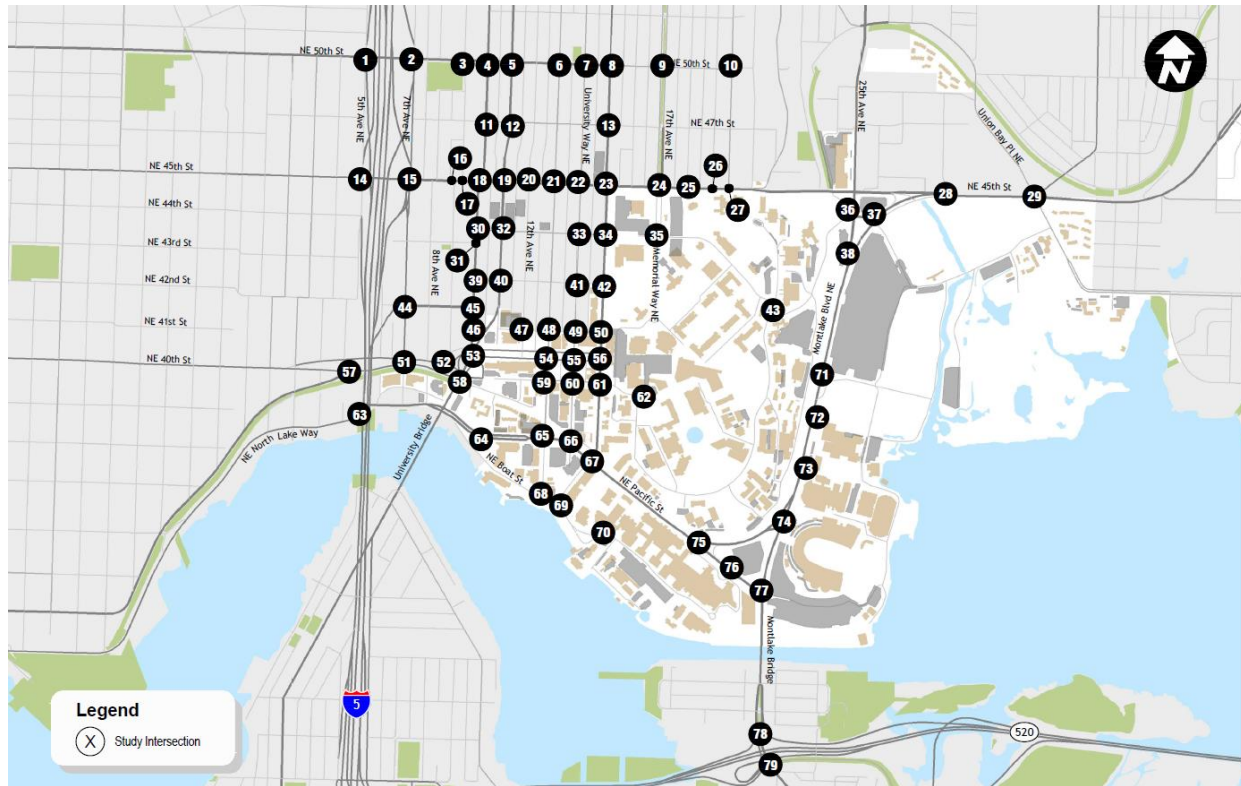 NE 50th St
1
2
3
4
5
6
7
8
9
NE 50th St
10
N
5th Ave NE
7th Ave NE
University Way NE
17th Ave NE
25th Ave NE
Union Bay Pl NE
11
12
13
NE 47th St
NE 45th St
14
15
16
17
18
19
20
21
22
23
24
25
26
27
28
NE 45th St
29
NE 44th St
30
32
12th Ave NE
36
37
NE 43rd St
31
33
34
35
38
8th Ave NE
Memorial Way NE
NE 42nd St
39
40
41
42
43
Montlake Blvd NE
44
45
NE 41st St
46
47
48
49
50
NE 40th St
51
52
53
54
55
56
57
58
59
60
61
62
71
72
63
NE North Lake Way
University Bridge
64
65
66
67
73
NE Boat St
NE Pacific St
68
69
70
74
75
76
77
Montlake Bridge
5
78
520
79
Legend
X Study Intersection